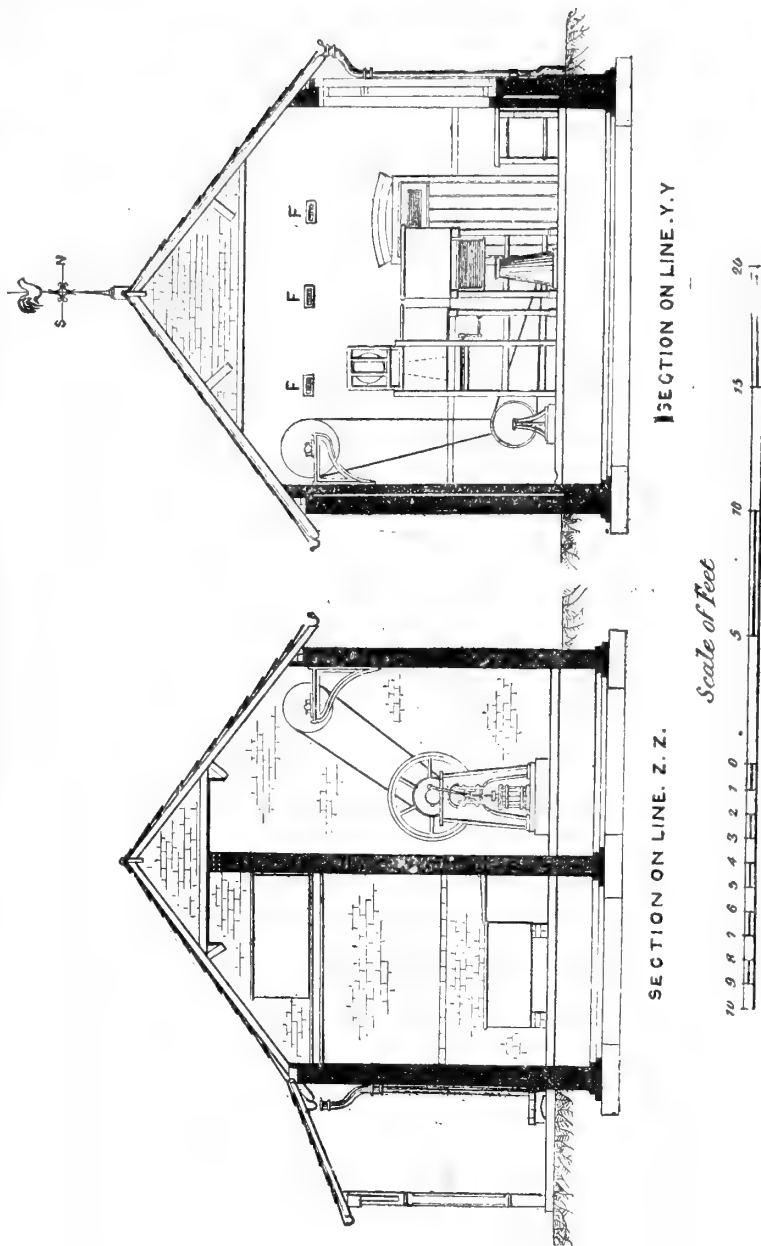 S N
F F F
SECTION ON LINE. Z. Z.
SECTION ON LINE. Y. Y
Scale of Feet
10 9 8 7 6 5 4 3 2 1 0 5 10 15 20